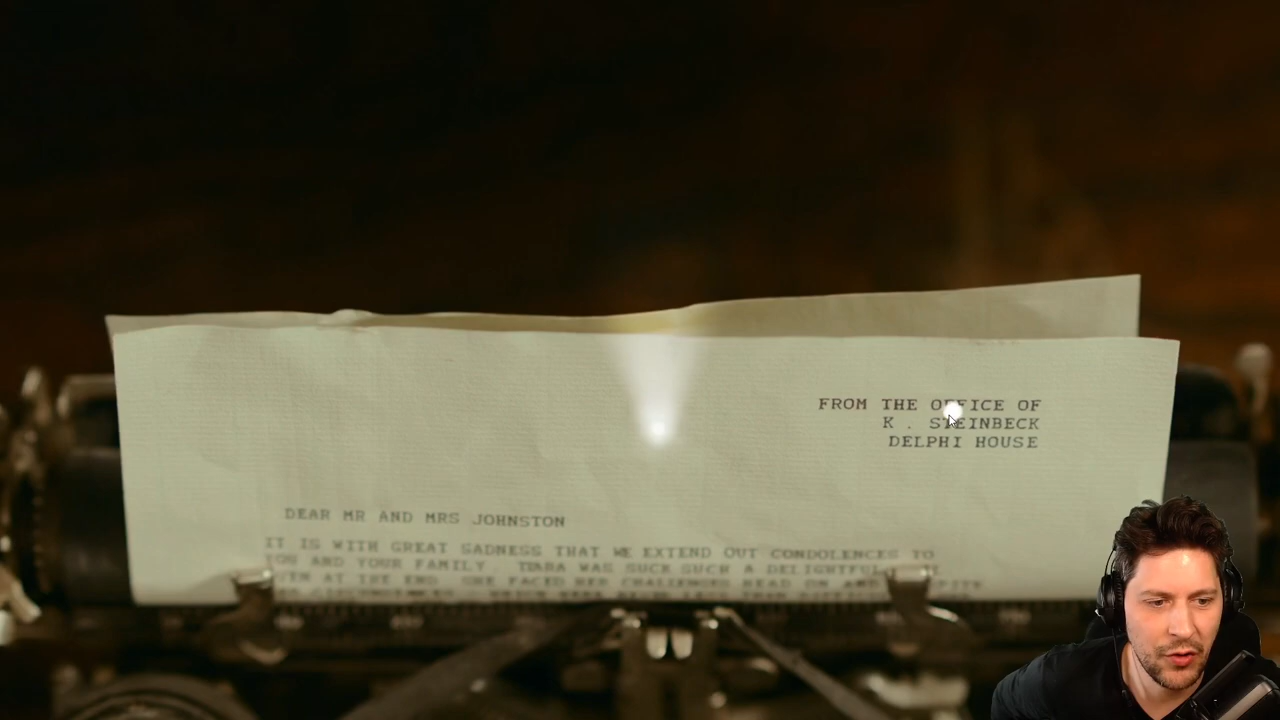 FROM THE OFFICE OF
K . STEINBECK
DELPHI HOUSE
DEAR MR AND MRS JOHNSTON
IT IS WITH GREAT SADNESS THAT WE EXTEND OUT CONDOLENCES TO
YOU AND YOUR FAMILY . TIARA WAS SUCH SUCH A DELIGHTFUL
EVEN AT THE END SHE FACED HER CHALLENGES HEAD ON AND